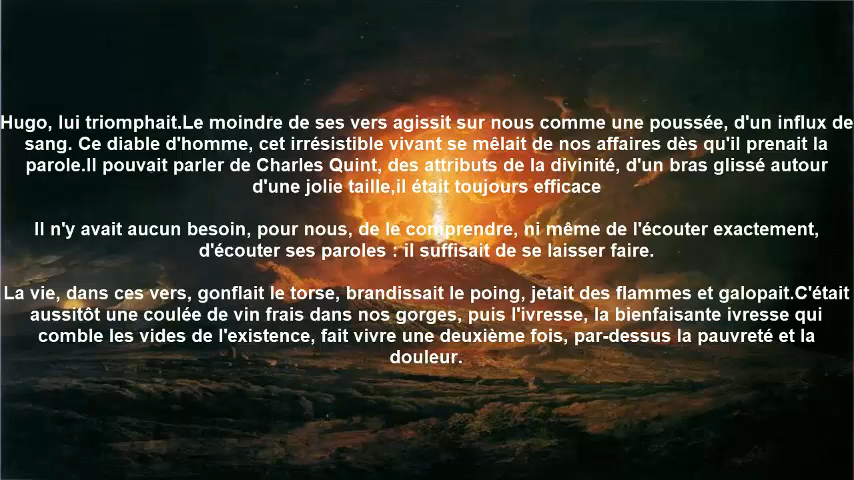 Hugo, lui triomphait.Le moindre de ses vers agissit sur nous comme une poussée, d'un influx de
sang. Ce diable d'homme, cet irrésistible vivant se mêlait de nos affaires dès qu'il prenait la
parole.Il pouvait parler de Charles Quint, des attributs de la divinité, d'un bras glissé autour
d'une jolie taille,il était toujours efficace
Il n'y avait aucun besoin, pour nous, de le comprendre, ni même de l'écouter exactement,
d'écouter ses paroles : il suffisait de se laisser faire.
La vie, dans ces vers, gonflait le torse, brandissait le poing, jetait des flammes et galopait.C'était
aussitôt une coulée de vin frais dans nos gorges, puis l'ivresse, la bienfaisante ivresse qui
comble les vides de l'existence, fait vivre une deuxième fois, par-dessus la pauvreté et la
douleur.